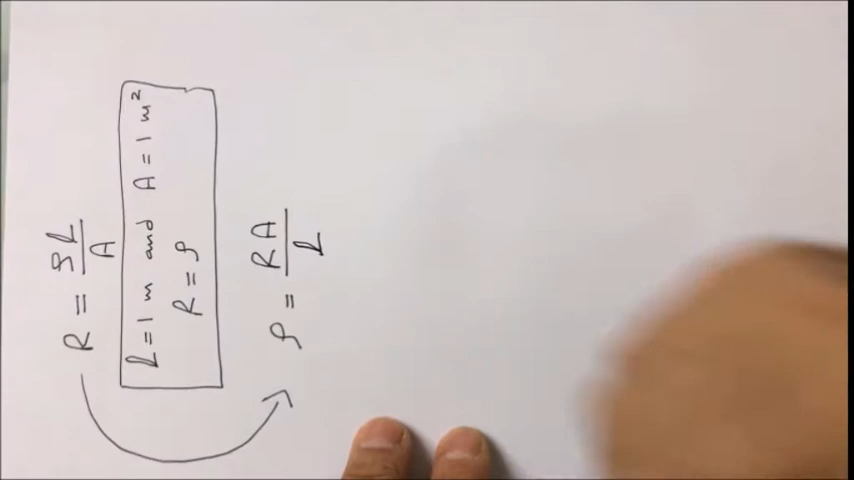 R = ρl/A
l = 1 m and A = 1 m²
R = ρ
ρ = RA/l